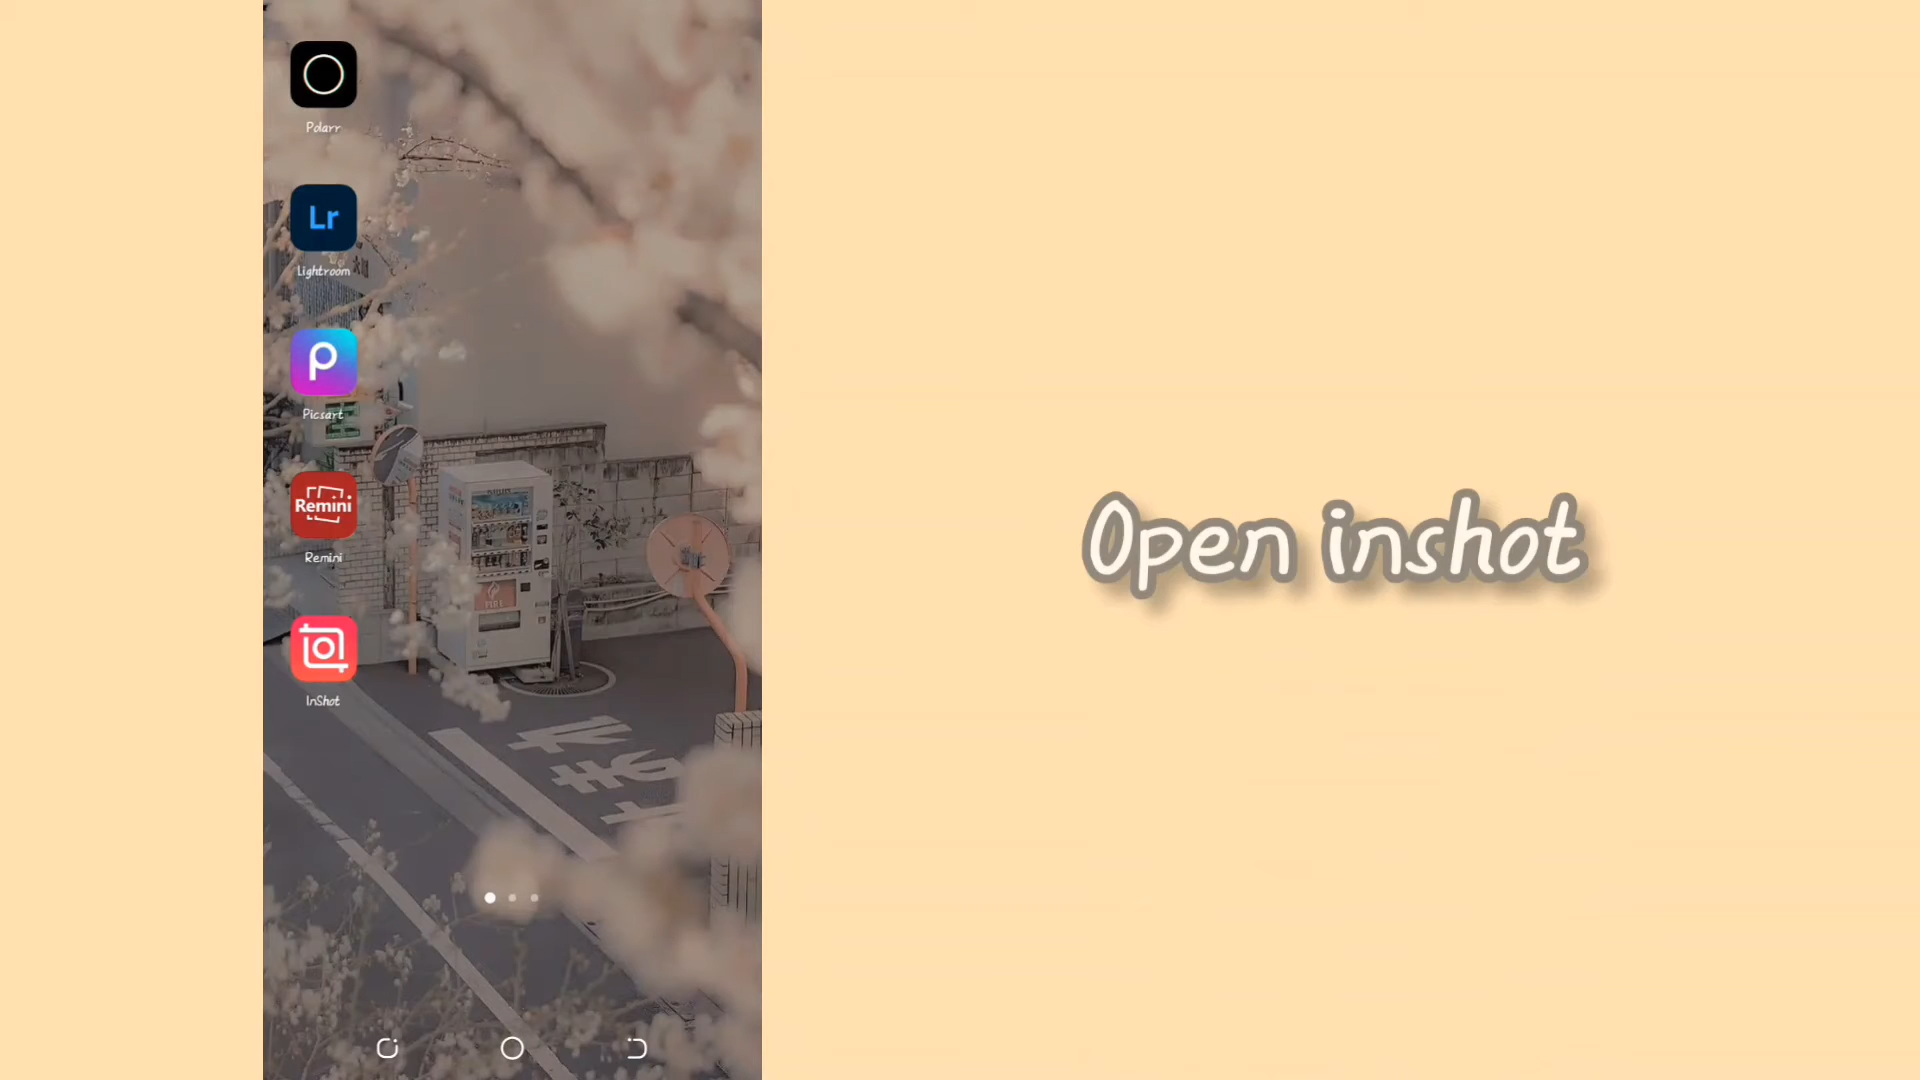 Polarr
Lr
Lightroom
Picsart
Remini
Remini
InShot
Open inshot